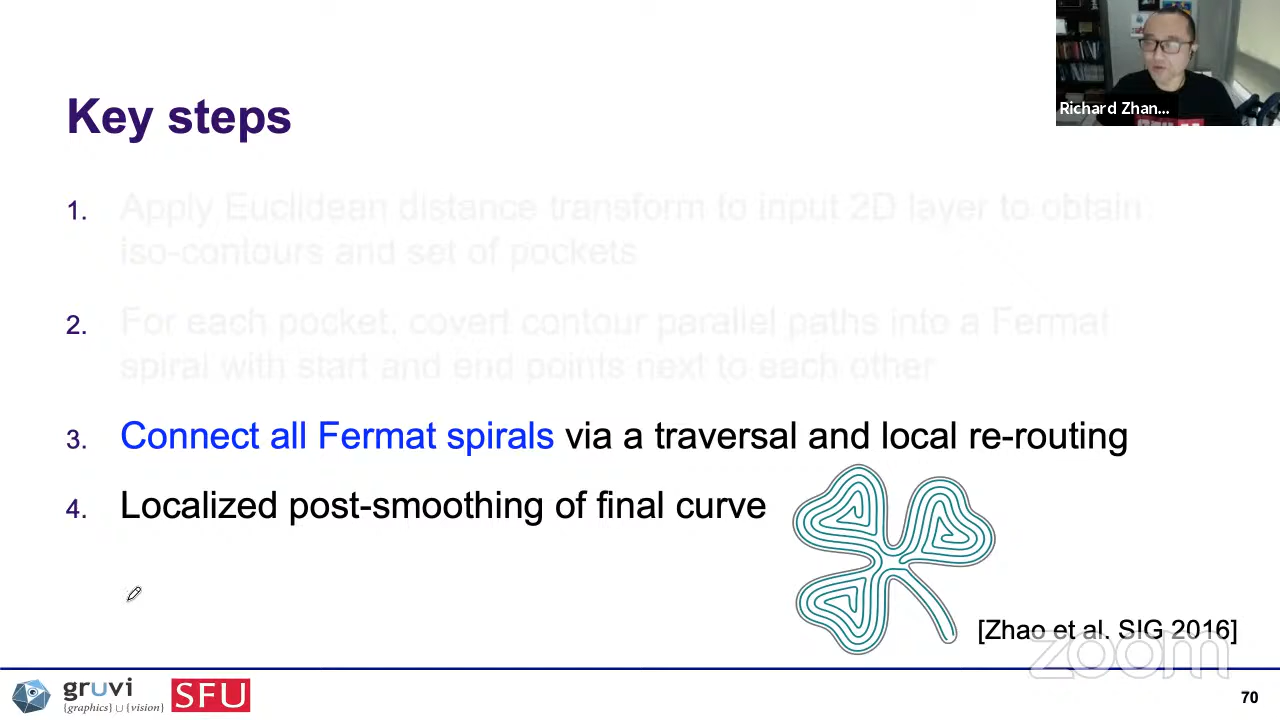 Richard Zhan...
Key steps
1. Apply Euclidean distance transform to input 2D layer to obtain
iso-contours and set of pockets
2. For each pocket, covert contour parallel paths into a Fermat
spiral with start and end points next to each other
3. Connect all Fermat spirals via a traversal and local re-routing
4. Localized post-smoothing of final curve
[Zhao et al. SIG 2016]
zoom
gruvi
{graphics} ∪ {vision}
SFU
70